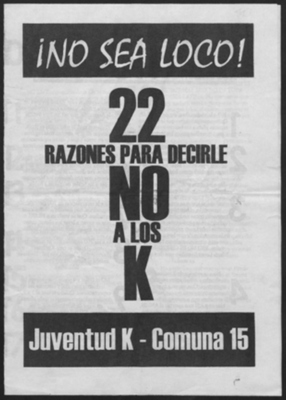 ¡NO SEA LOCO!
22
RAZONES PARA DECIRLE
NO
A LOS
K
Juventud K - Comuna 15